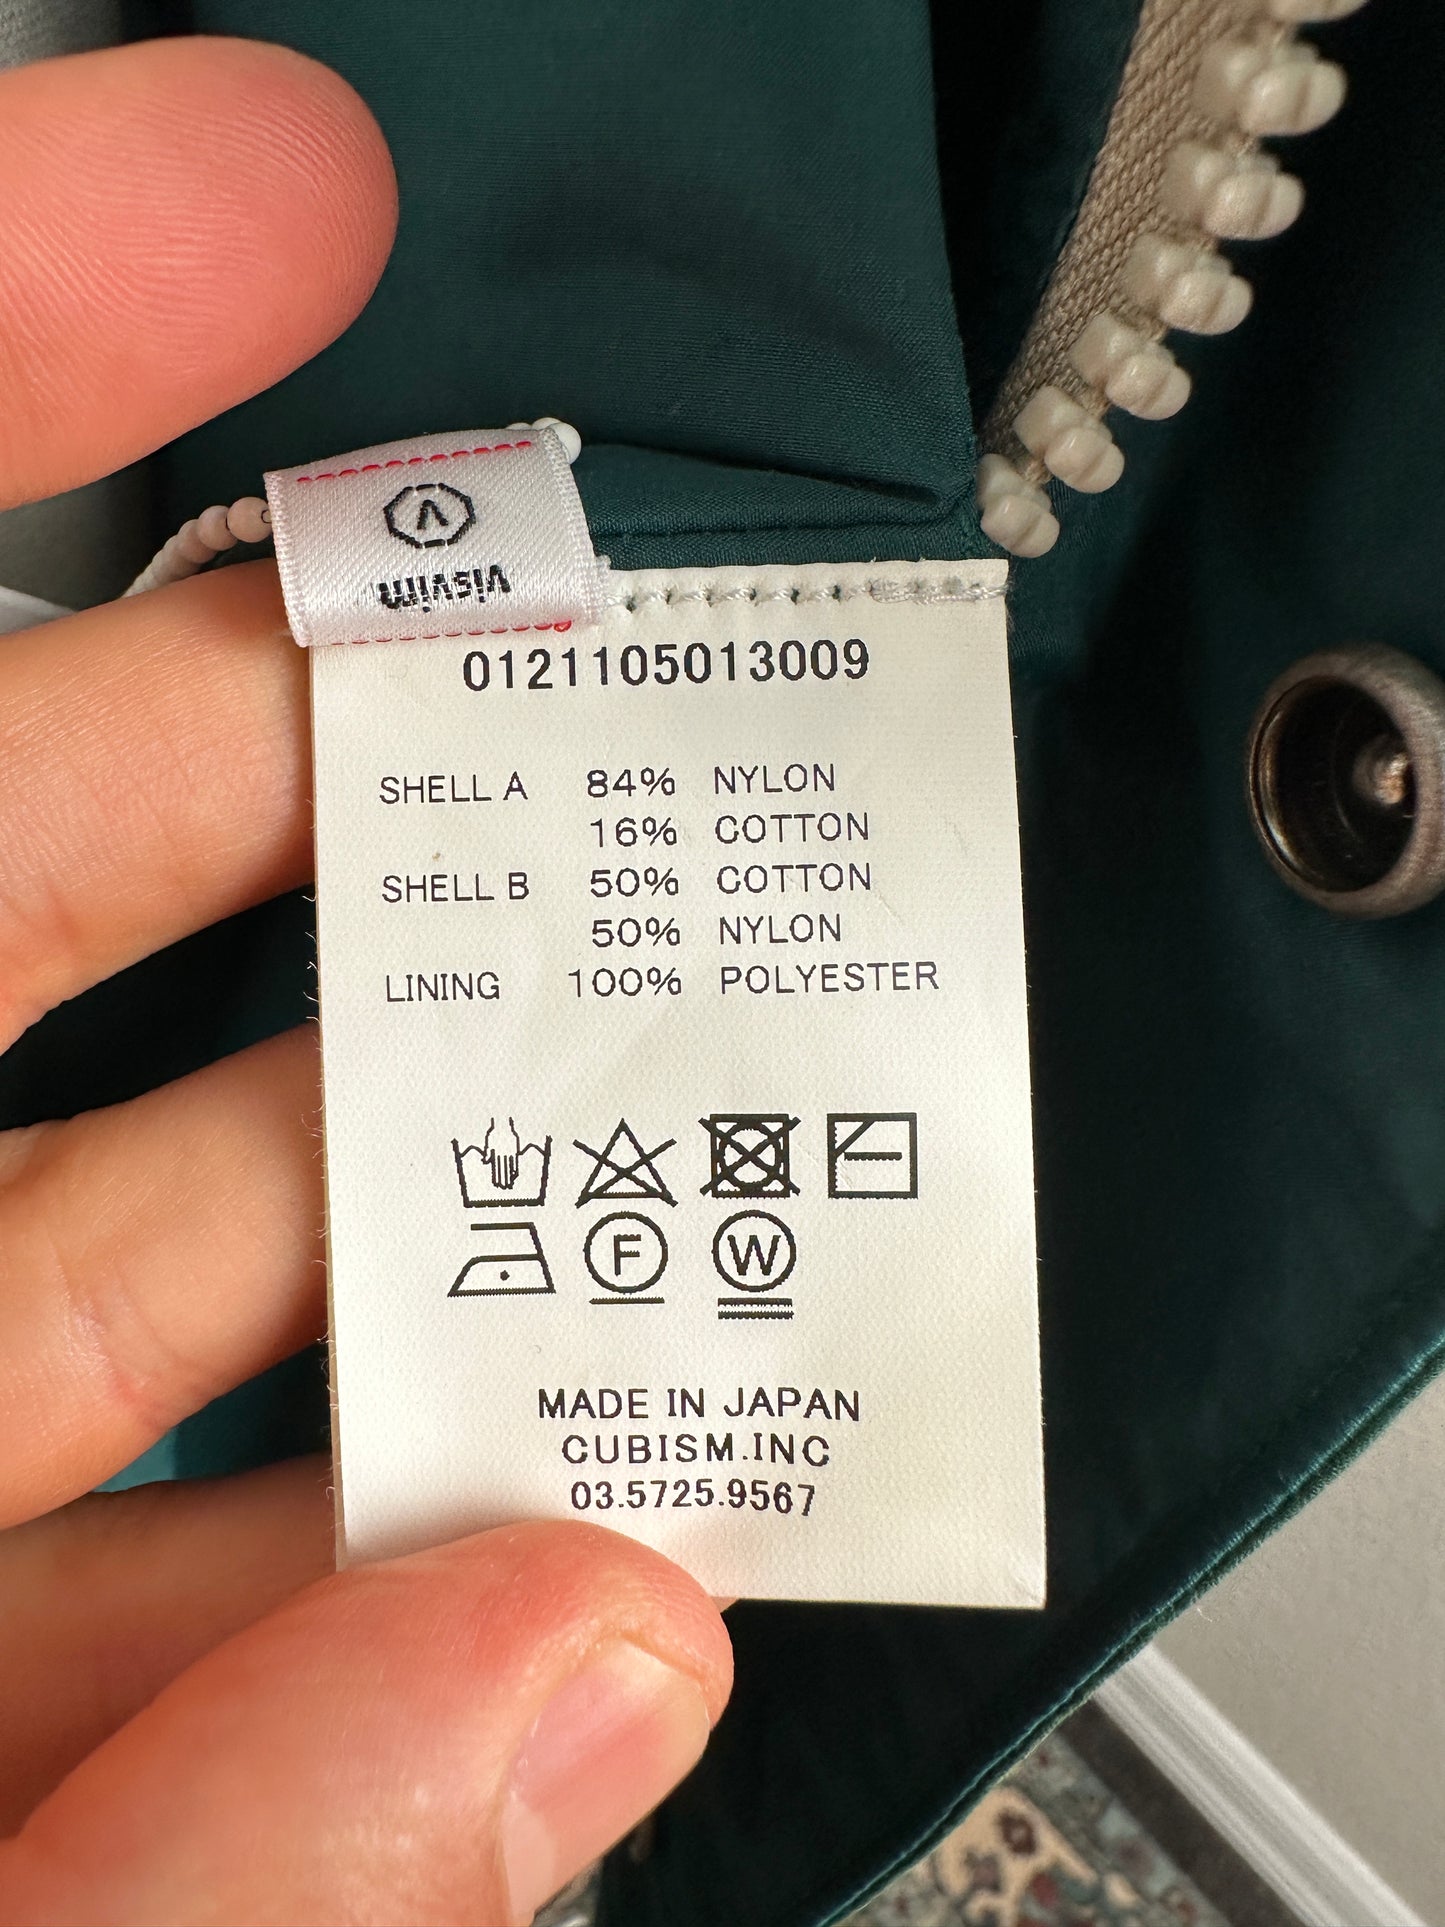 visvim
0121105013009
SHELL A 84% NYLON
16% COTTON
SHELL B 50% COTTON
50% NYLON
LINING 100% POLYESTER
F W
MADE IN JAPAN
CUBISM.INC
03.5725.9567